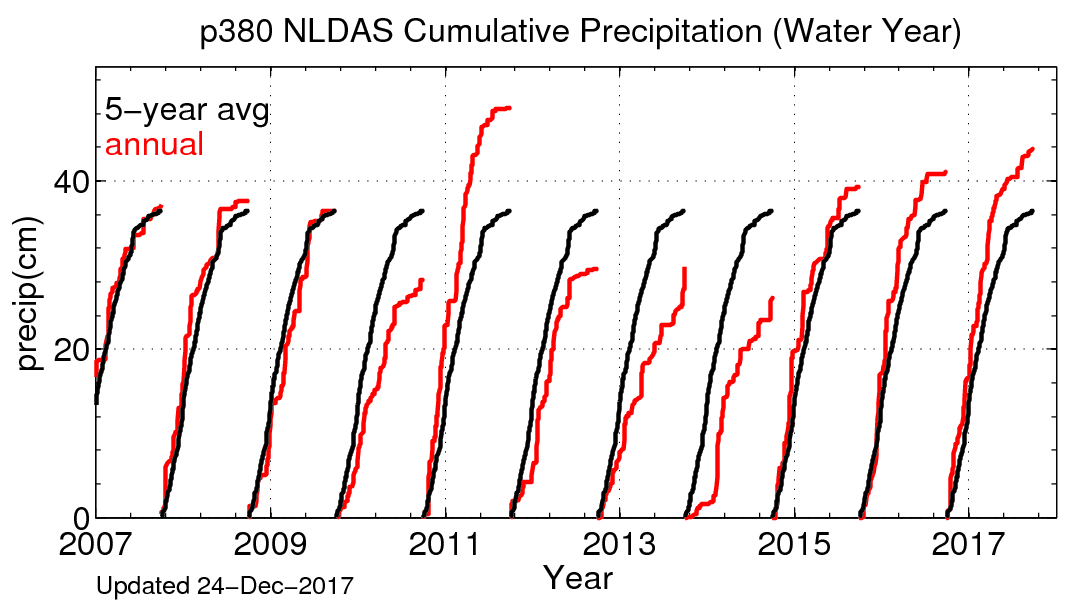 p380 NLDAS Cumulative Precipitation (Water Year)
5−year avg
annual
precip(cm)
40
20
0
2007 2009 2011 2013 2015 2017
Year
Updated 24−Dec−2017